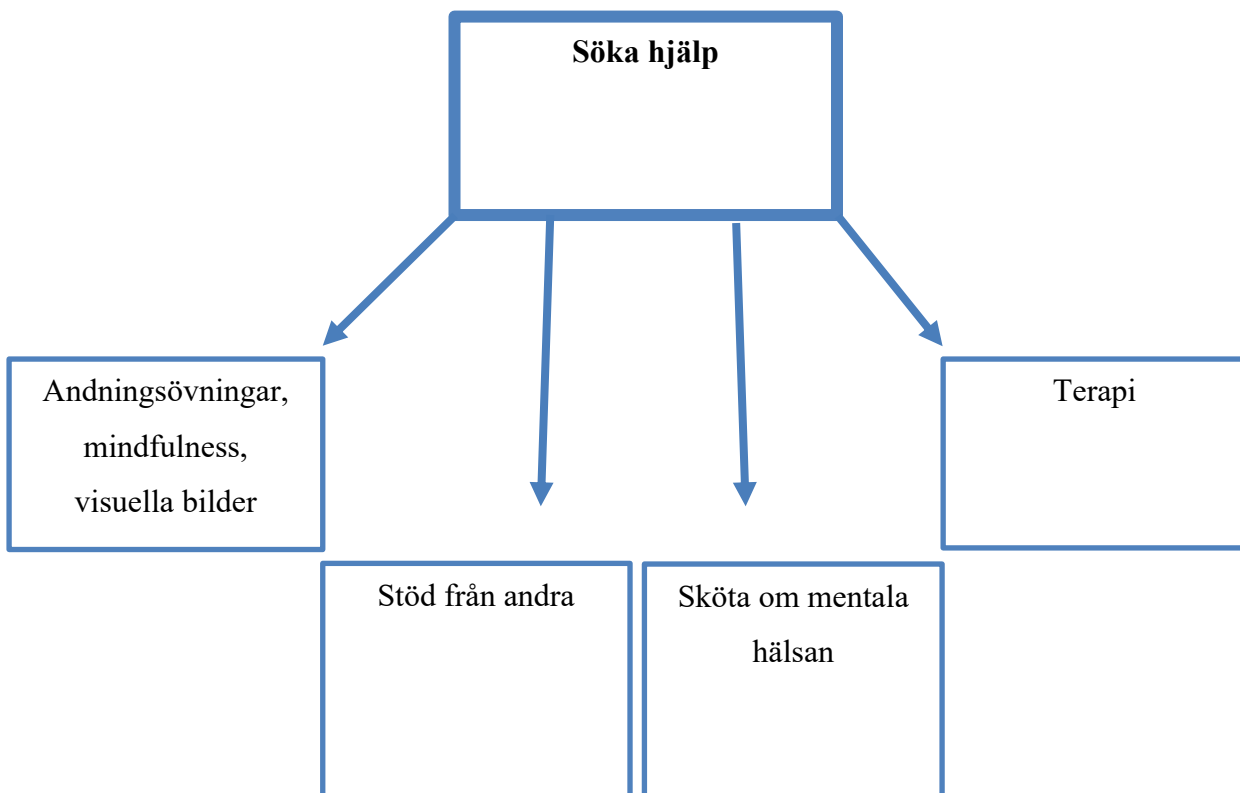 Söka hjälp
Andningsövningar,
mindfulness,
visuella bilder
Stöd från andra
Sköta om mentala
hälsan
Terapi